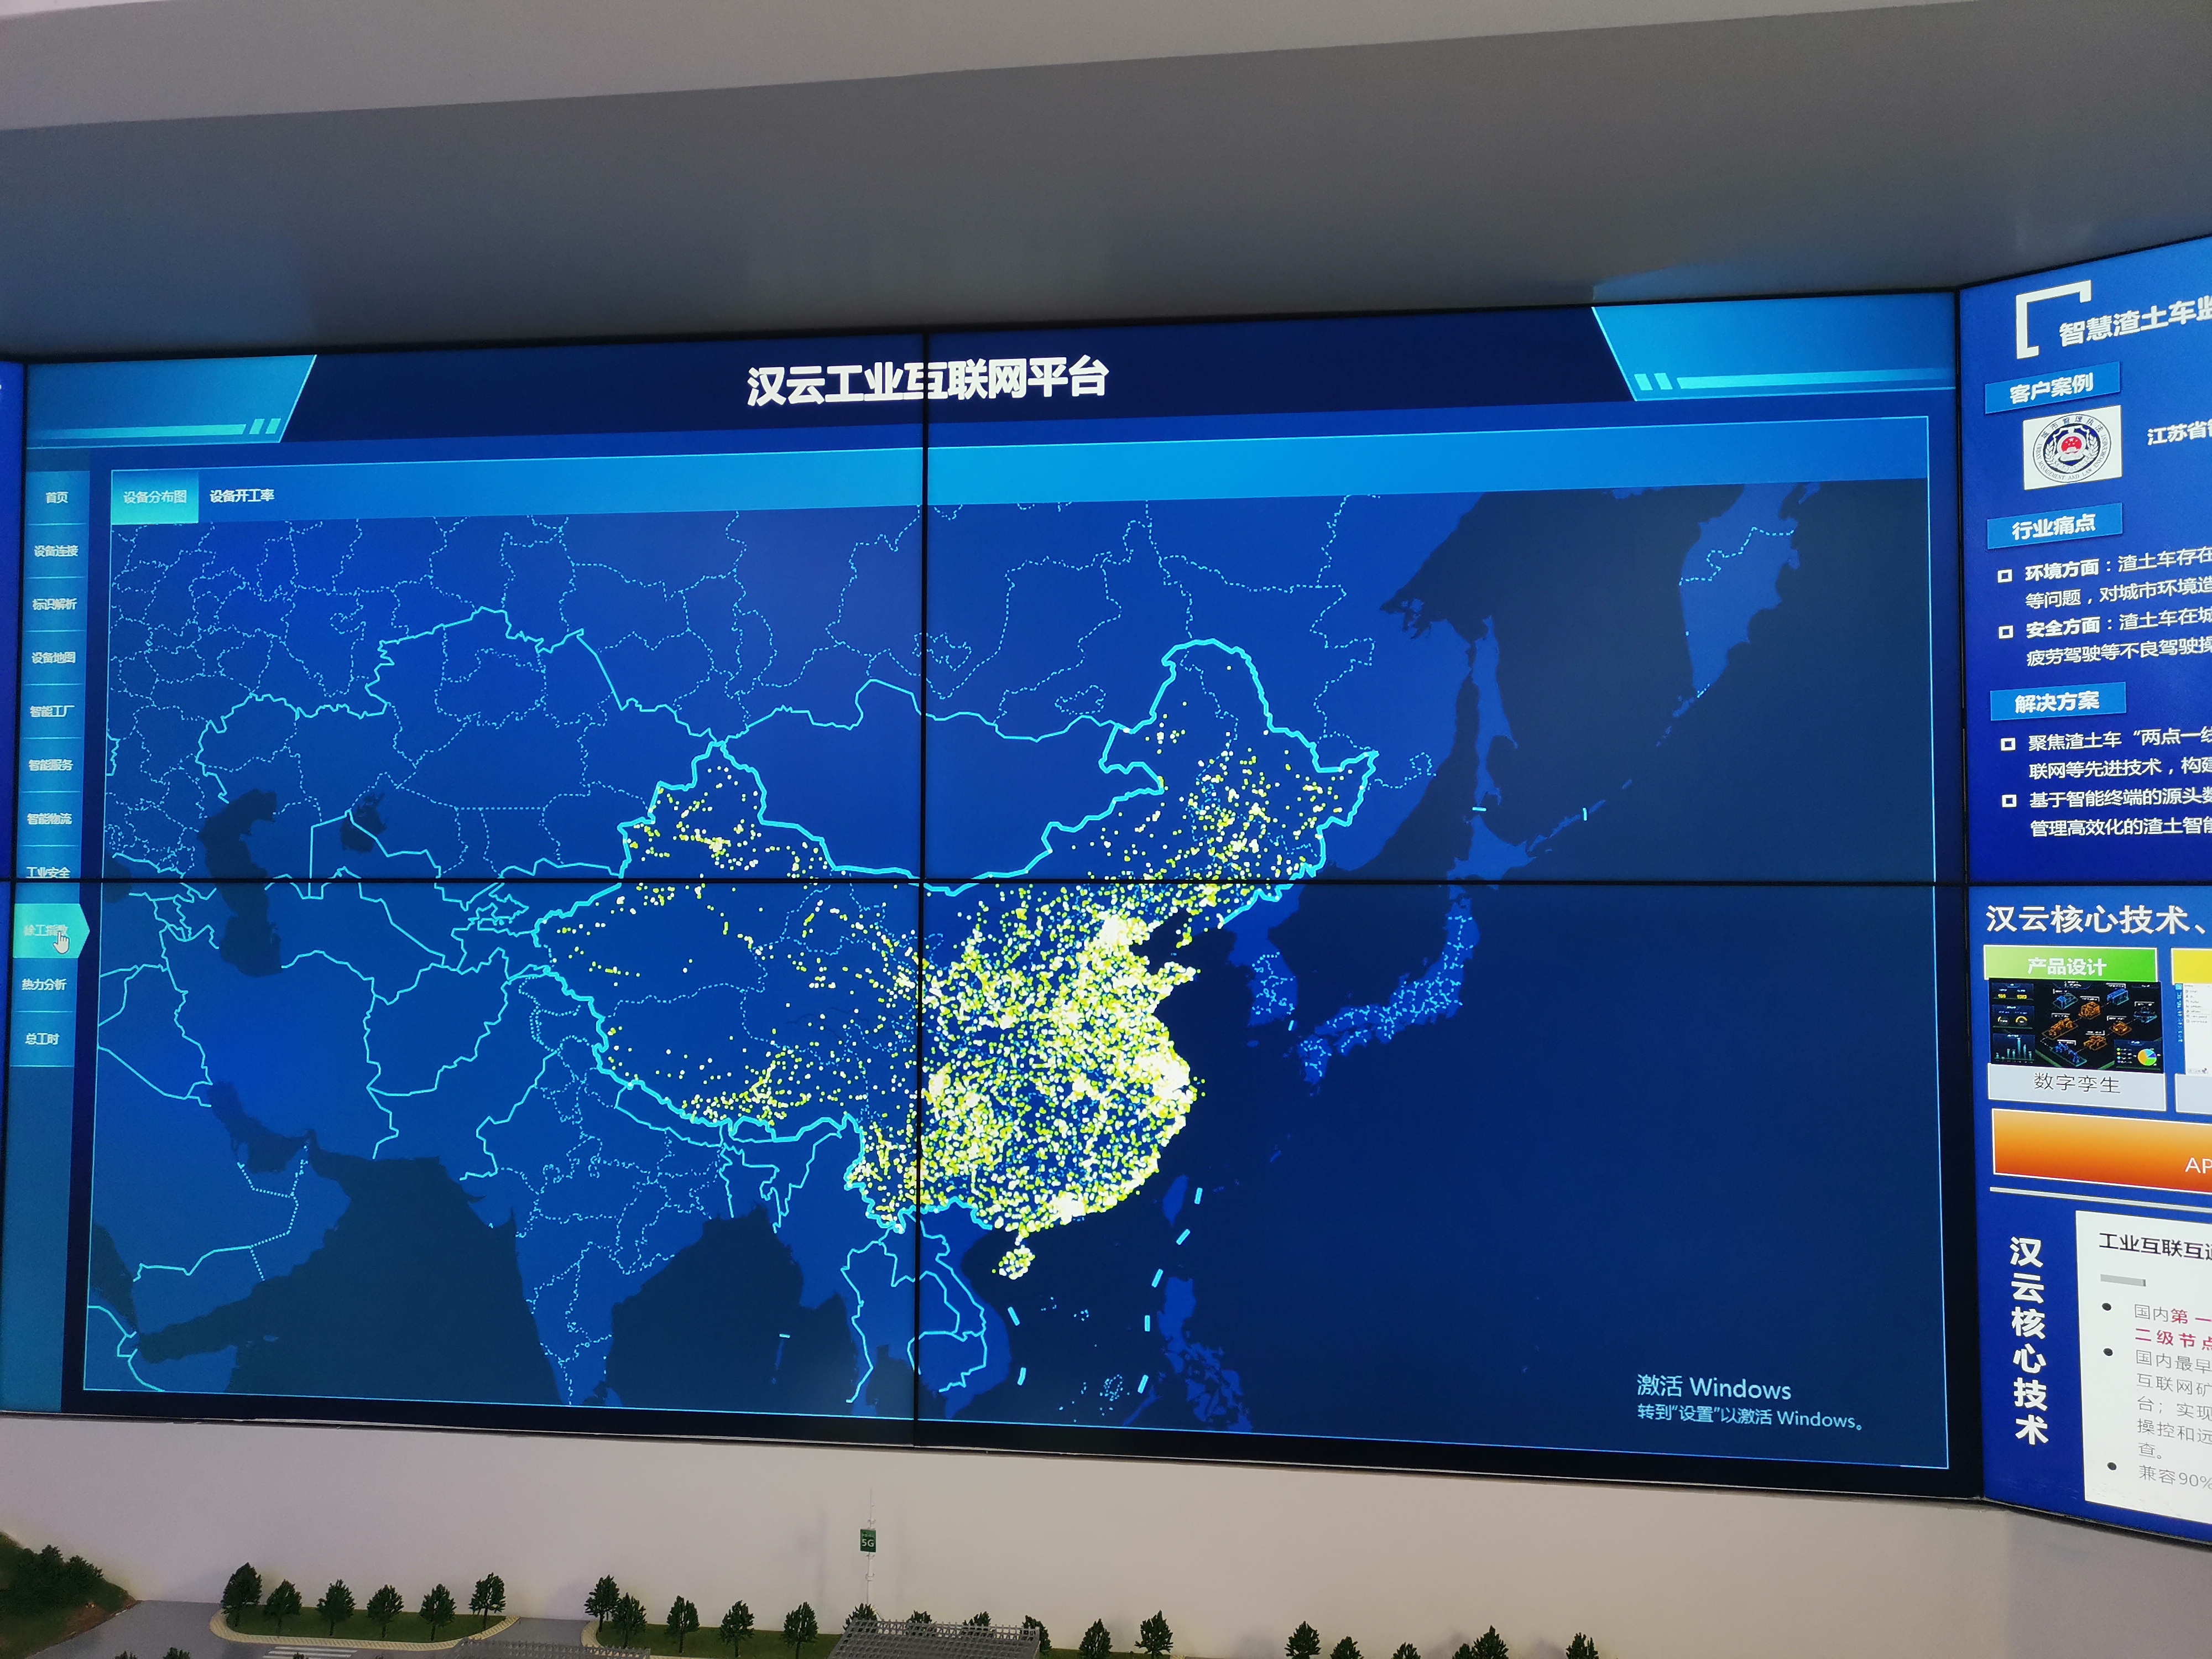 汉云工业互联网平台
设备分布图 设备开工率
首页
设备连接
标识解析
设备地图
智能工厂
智能服务
智能物流
工业安全
徐工指数
热力分析
总工时
激活 Windows
转到"设置"以激活 Windows。
智慧渣土车监
客户案例
江苏省
行业痛点
环境方面：渣土车存在
等问题，对城市环境造
安全方面：渣土车在城
疲劳驾驶等不良驾驶操
解决方案
聚焦渣土车“两点一线
联网等先进技术，构建
基于智能终端的源头数
管理高效化的渣土智能
汉云核心技术、
产品设计
数字孪生
AP
汉云核心技术
工业互联互通
国内第一
二级节点
国内最早
互联网矿
台；实现
操控和远
查。
兼容90%
5G